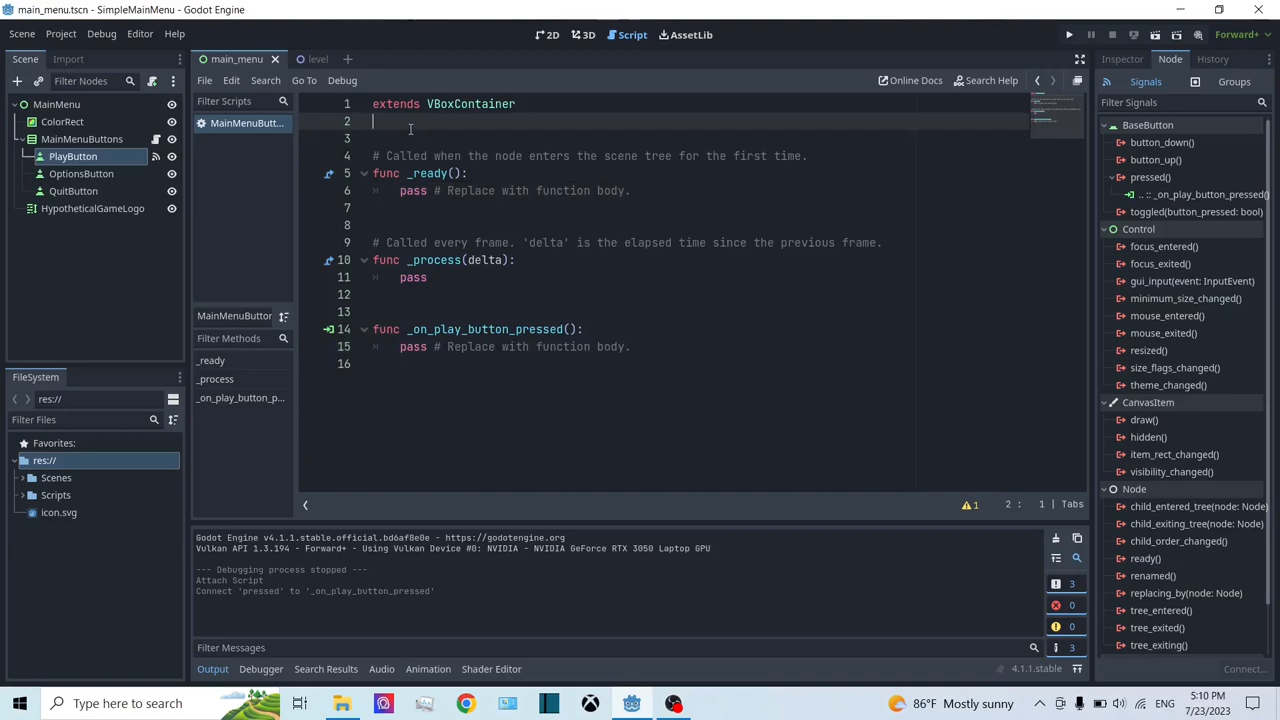 main_menu.tscn - SimpleMainMenu - Godot Engine
Scene Project Debug Editor Help
2D 3D Script AssetLib
Forward+
Scene Import
Filter Nodes
MainMenu
ColorRect
MainMenuButtons
PlayButton
OptionsButton
QuitButton
HypotheticalGameLogo
FileSystem
res://
Filter Files
Favorites:
res://
Scenes
Scripts
icon.svg
main_menu level
File Edit Search Go To Debug
Online Docs Search Help
Filter Scripts
MainMenuButt...
MainMenuButton
Filter Methods
_ready
_process
_on_play_button_p...
1 extends VBoxContainer
2
3
4 # Called when the node enters the scene tree for the first time.
5 func _ready():
6 pass # Replace with function body.
7
8
9 # Called every frame. 'delta' is the elapsed time since the previous frame.
10 func _process(delta):
11 pass
12
13
14 func _on_play_button_pressed():
15 pass # Replace with function body.
16
1 2 : 1 | Tabs
Godot Engine v4.1.1.stable.official.bd6af8e0e - https://godotengine.org
Vulkan API 1.3.194 - Forward+ - Using Vulkan Device #0: NVIDIA - NVIDIA GeForce RTX 3050 Laptop GPU
--- Debugging process stopped ---
Attach Script
Connect 'pressed' to '_on_play_button_pressed'
3
0
0
3
Filter Messages
Output Debugger Search Results Audio Animation Shader Editor
4.1.1.stable
Inspector Node History
Signals Groups
Filter Signals
BaseButton
button_down()
button_up()
pressed()
.. :: _on_play_button_pressed()
toggled(button_pressed: bool)
Control
focus_entered()
focus_exited()
gui_input(event: InputEvent)
minimum_size_changed()
mouse_entered()
mouse_exited()
resized()
size_flags_changed()
theme_changed()
CanvasItem
draw()
hidden()
item_rect_changed()
visibility_changed()
Node
child_entered_tree(node: Node)
child_exiting_tree(node: Node)
child_order_changed()
ready()
renamed()
replacing_by(node: Node)
tree_entered()
tree_exited()
tree_exiting()
Connect...
Type here to search
86°F Mostly sunny
ENG
5:10 PM
7/23/2023